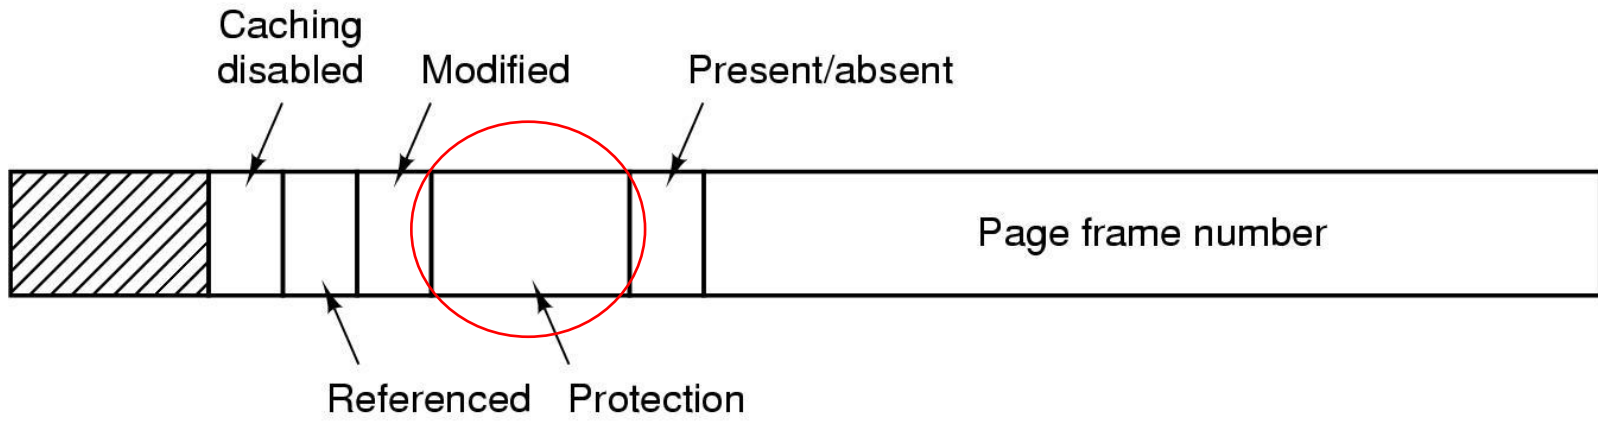 Caching
disabled
Modified
Present/absent
Page frame number
Referenced
Protection